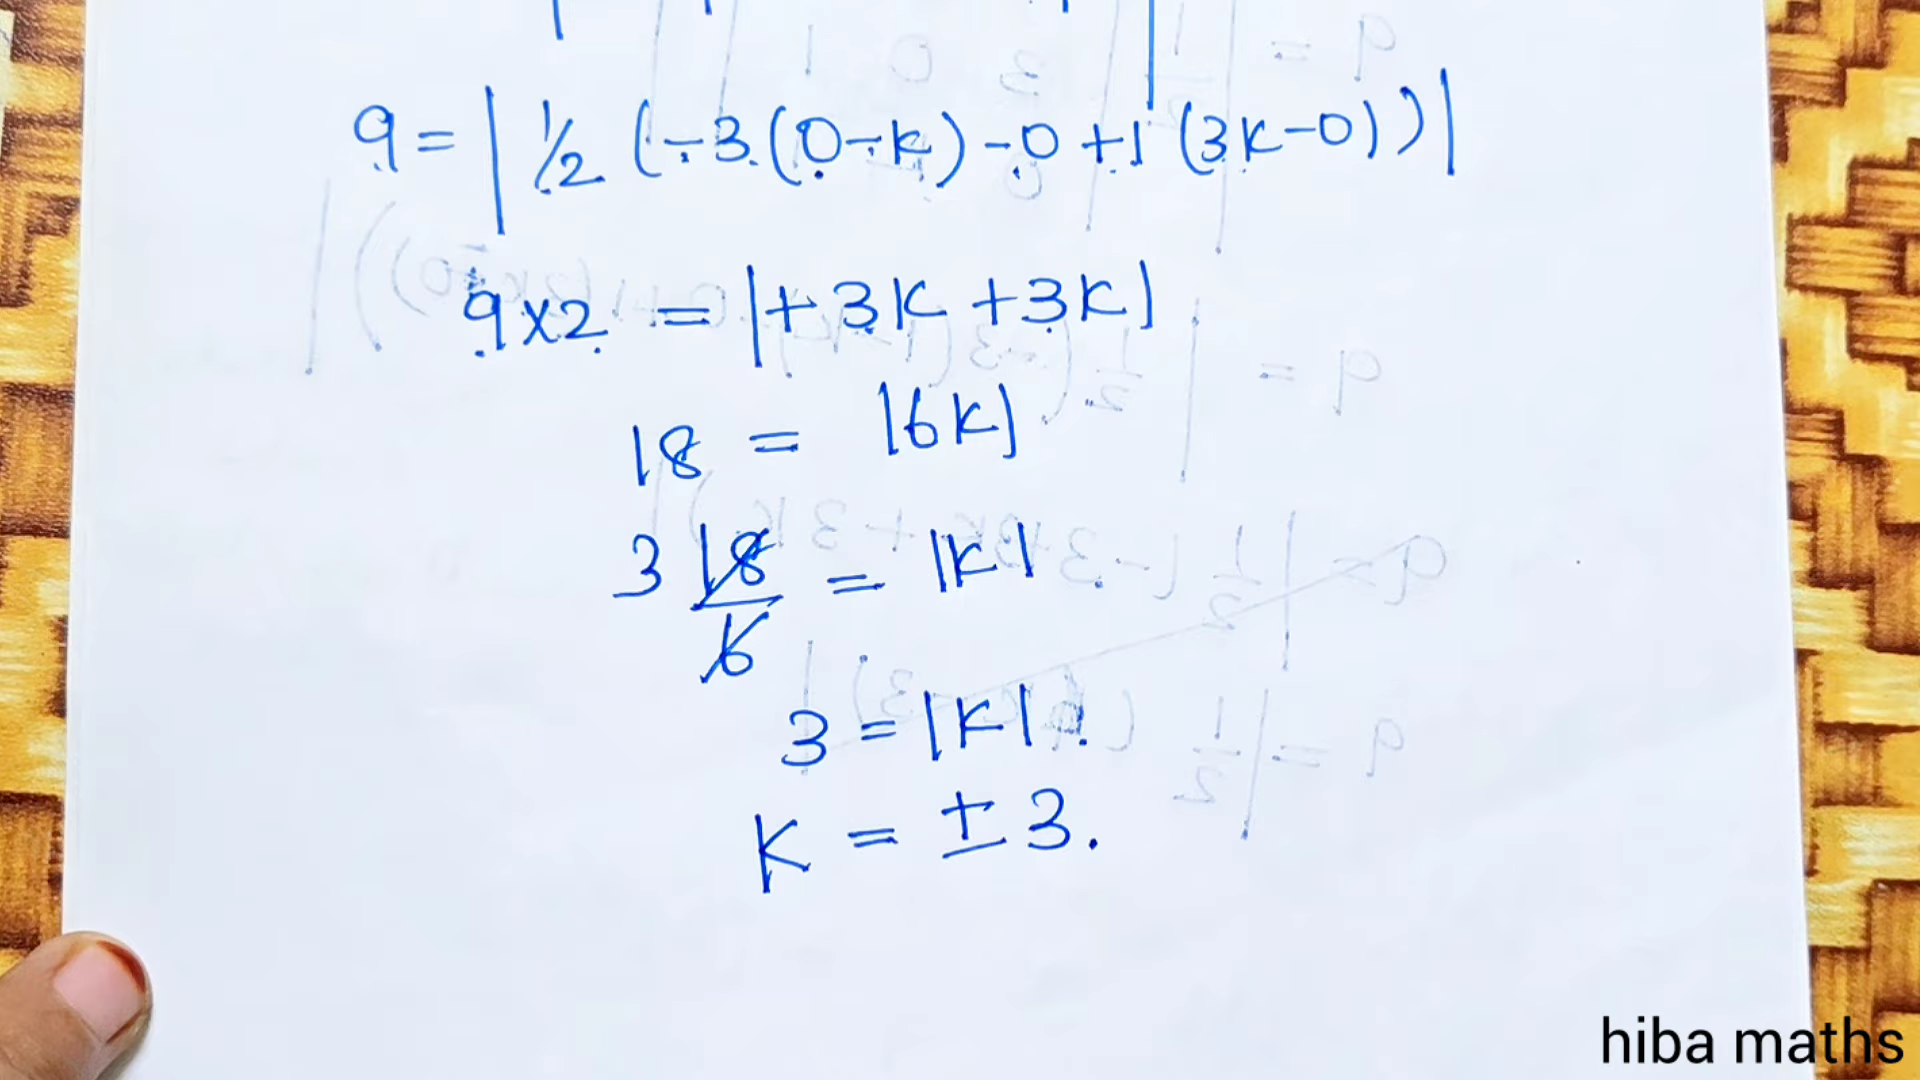 9 = | 1/2 (-3.(0-k) - 0 + 1 (3k-0))|
9x2 = |+3k +3k|
18 = |6k|
3 18/6 = |k|
3 = |k|.
k = ± 3.
hiba maths